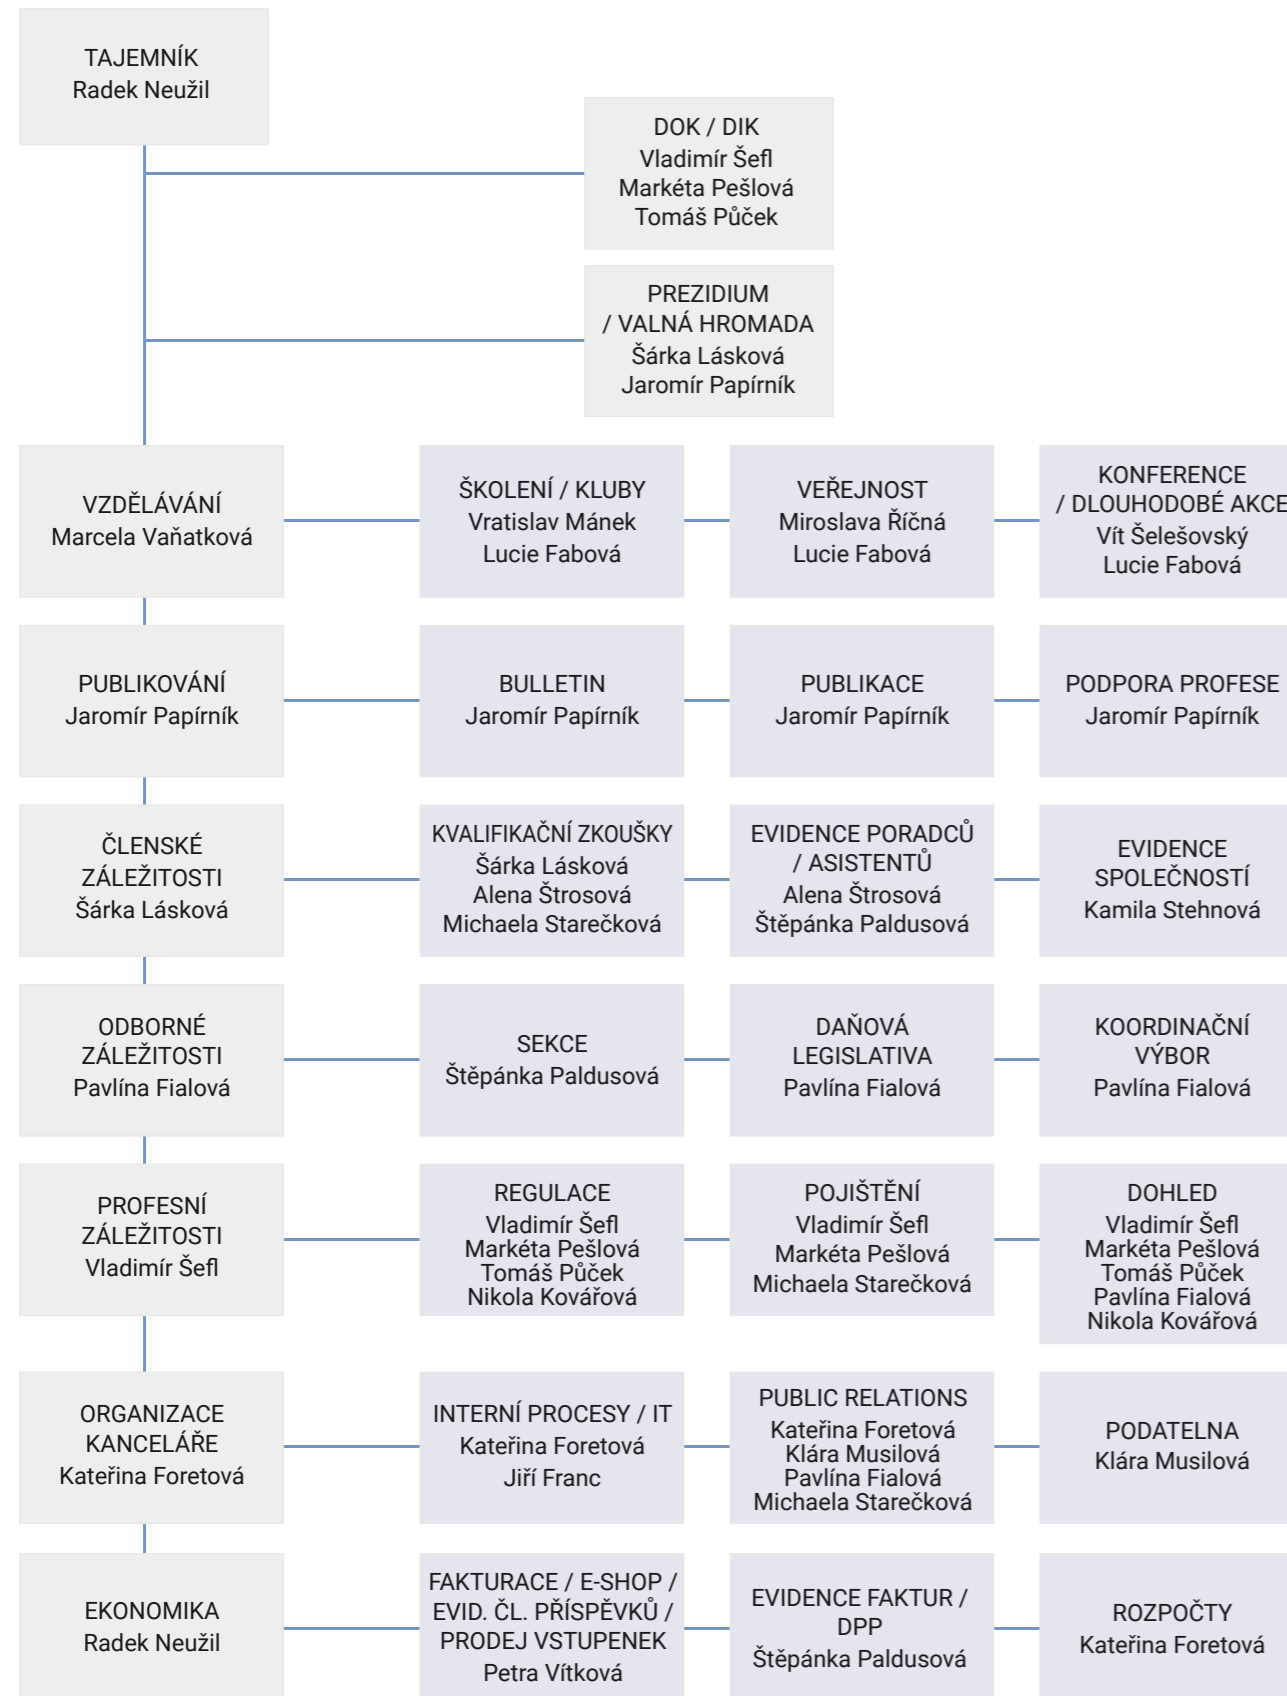 TAJEMNÍK
Radek Neužil
DOK / DIK
Vladimír Šefl
Markéta Pešlová
Tomáš Půček
PREZIDIUM
/ VALNÁ HROMADA
Šárka Lásková
Jaromír Papírník
VZDĚLÁVÁNÍ
Marcela Vaňatková
ŠKOLENÍ / KLUBY
Vratislav Mánek
Lucie Fabová
VEŘEJNOST
Miroslava Říčná
Lucie Fabová
KONFERENCE
/ DLOUHODOBÉ AKCE
Vít Šelešovský
Lucie Fabová
PUBLIKOVÁNÍ
Jaromír Papírník
BULLETIN
Jaromír Papírník
PUBLIKACE
Jaromír Papírník
PODPORA PROFESE
Jaromír Papírník
ČLENSKÉ
ZÁLEŽITOSTI
Šárka Lásková
KVALIFIKAČNÍ ZKOUŠKY
Šárka Lásková
Alena Štrosová
Michaela Starečková
EVIDENCE PORADCŮ
/ ASISTENTŮ
Alena Štrosová
Štěpánka Paldusová
EVIDENCE
SPOLEČNOSTÍ
Kamila Stehnová
ODBORNÉ
ZÁLEŽITOSTI
Pavlína Fialová
SEKCE
Štěpánka Paldusová
DAŇOVÁ
LEGISLATIVA
Pavlína Fialová
KOORDINAČNÍ
VÝBOR
Pavlína Fialová
PROFESNÍ
ZÁLEŽITOSTI
Vladimír Šefl
REGULACE
Vladimír Šefl
Markéta Pešlová
Tomáš Půček
Nikola Kovářová
POJIŠTĚNÍ
Vladimír Šefl
Markéta Pešlová
Michaela Starečková
DOHLED
Vladimír Šefl
Markéta Pešlová
Tomáš Půček
Pavlína Fialová
Nikola Kovářová
ORGANIZACE
KANCELÁŘE
Kateřina Foretová
INTERNÍ PROCESY / IT
Kateřina Foretová
Jiří Franc
PUBLIC RELATIONS
Kateřina Foretová
Klára Musilová
Pavlína Fialová
Michaela Starečková
PODATELNA
Klára Musilová
EKONOMIKA
Radek Neužil
FAKTURACE / E-SHOP /
EVID. ČL. PŘÍSPĚVKŮ /
PRODEJ VSTUPENEK
Petra Vítková
EVIDENCE FAKTUR /
DPP
Štěpánka Paldusová
ROZPOČTY
Kateřina Foretová